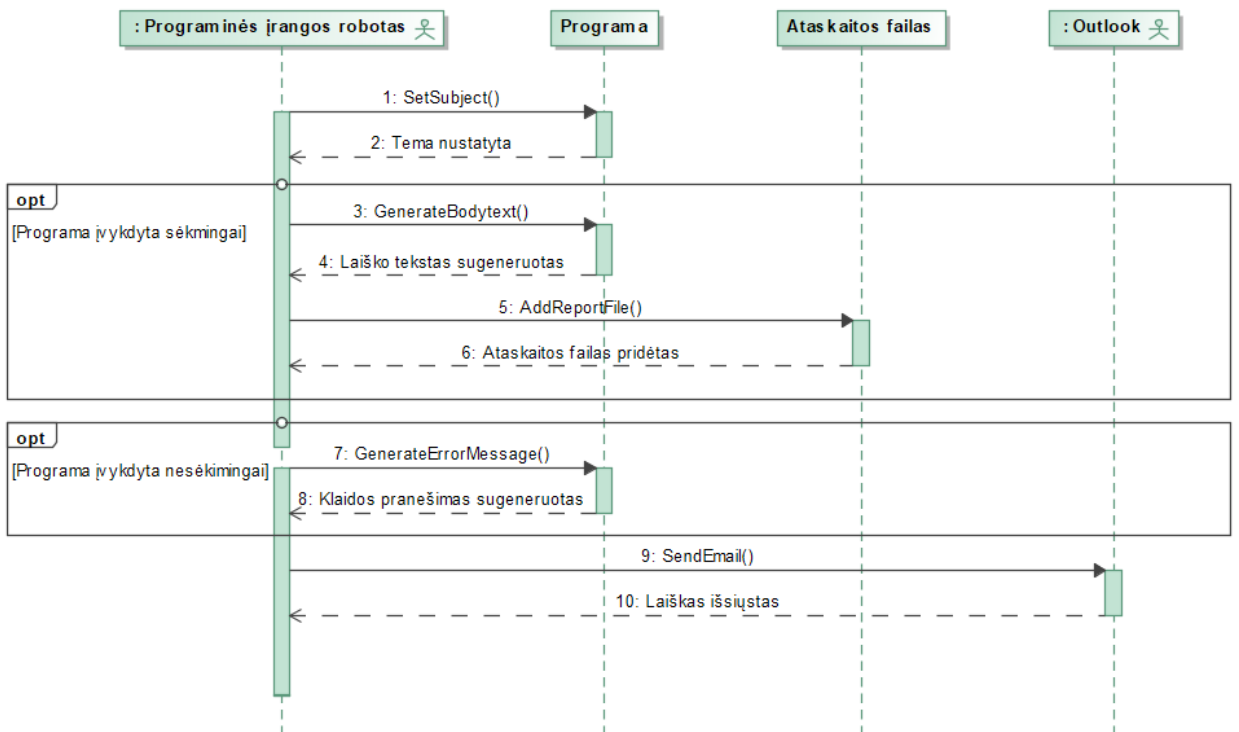 : Programinės įrangos robotas
Programa
Ataskaitos failas
: Outlook
1: SetSubject()
2: Tema nustatyta
opt
3: GenerateBodytext()
[Programa įvykdyta sėkmingai]
4: Laiško tekstas sugeneruotas
5: AddReportFile()
6: Ataskaitos failas pridėtas
opt
7: GenerateErrorMessage()
[Programa įvykdyta nesėkimingai]
8: Klaidos pranešimas sugeneruotas
9: SendEmail()
10: Laiškas išsiųstas